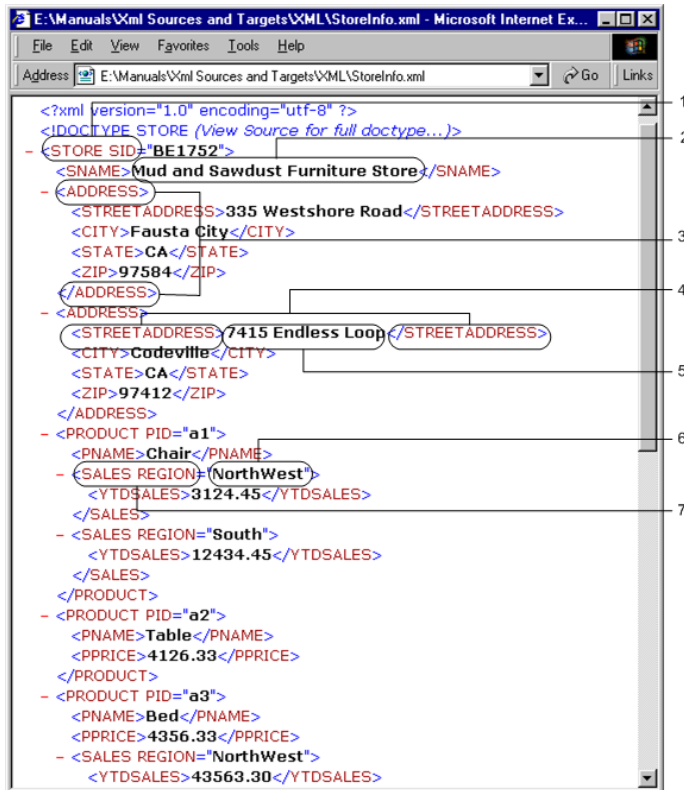 E:\Manuals\Xml Sources and Targets\XML\StoreInfo.xml - Microsoft Internet Ex...
File Edit View Favorites Tools Help
Address E:\Manuals\Xml Sources and Targets\XML\StoreInfo.xml Go Links
<?xml version="1.0" encoding="utf-8" ?> 1
<!DOCTYPE STORE (View Source for full doctype...)> 2
- <STORE SID="BE1752">
<SNAME>Mud and Sawdust Furniture Store</SNAME>
- <ADDRESS>
<STREETADDRESS>335 Westshore Road</STREETADDRESS>
<CITY>Fausta City</CITY> 3
<STATE>CA</STATE>
<ZIP>97584</ZIP>
</ADDRESS> 4
- <ADDRESS>
<STREETADDRESS>7415 Endless Loop</STREETADDRESS>
<CITY>Codeville</CITY>
<STATE>CA</STATE> 5
<ZIP>97412</ZIP>
</ADDRESS>
- <PRODUCT PID="a1"> 6
<PNAME>Chair</PNAME>
- <SALES REGION="NorthWest">
<YTDSALES>3124.45</YTDSALES>
</SALES> 7
- <SALES REGION="South">
<YTDSALES>12434.45</YTDSALES>
</SALES>
</PRODUCT>
- <PRODUCT PID="a2">
<PNAME>Table</PNAME>
<PPRICE>4126.33</PPRICE>
</PRODUCT>
- <PRODUCT PID="a3">
<PNAME>Bed</PNAME>
<PPRICE>4356.33</PPRICE>
- <SALES REGION="NorthWest">
<YTDSALES>43563.30</YTDSALES>